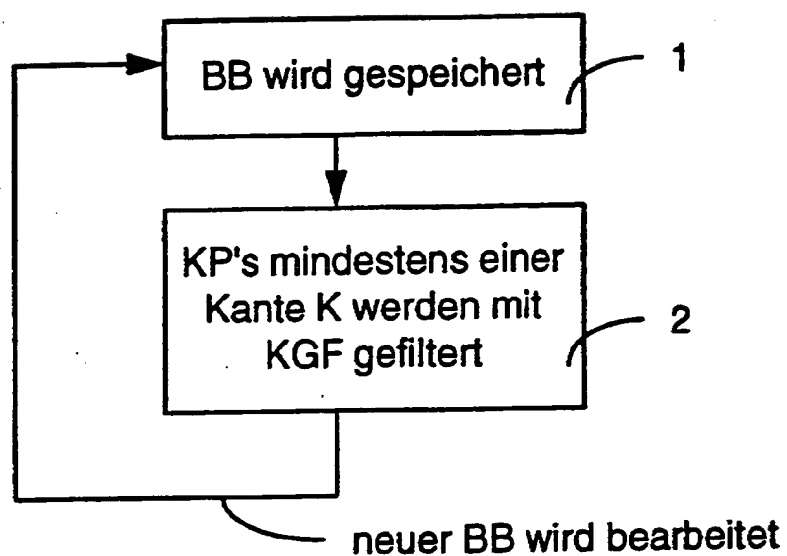 BB wird gespeichert
1
KP's mindestens einer
Kante K werden mit
KGF gefiltert
2
neuer BB wird bearbeitet